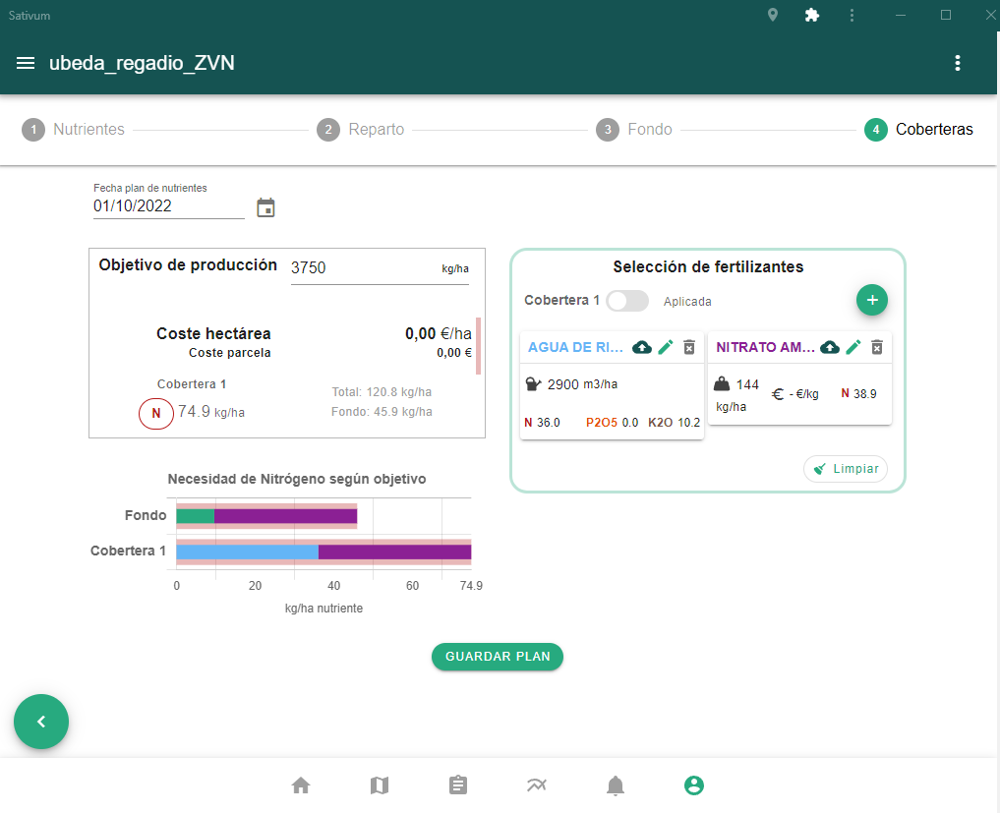 Sativum
ubeda_regadio_ZVN
1 Nutrientes 2 Reparto 3 Fondo 4 Coberteras
Fecha plan de nutrientes
01/10/2022
Objetivo de producción 3750 kg/ha
Coste hectárea 0,00 €/ha
Coste parcela 0,00 €
Cobertera 1
N 74.9 kg/ha
Total: 120.8 kg/ha
Fondo: 45.9 kg/ha
Necesidad de Nitrógeno según objetivo
Fondo
Cobertera 1
0 20 40 60 74.9
kg/ha nutriente
Selección de fertilizantes
Cobertera 1 Aplicada
+
AGUA DE RI...
2900 m3/ha
N 36.0 P2O5 0.0 K2O 10.2
NITRATO AM...
144 kg/ha
€ - €/kg
N 38.9
Limpiar
GUARDAR PLAN